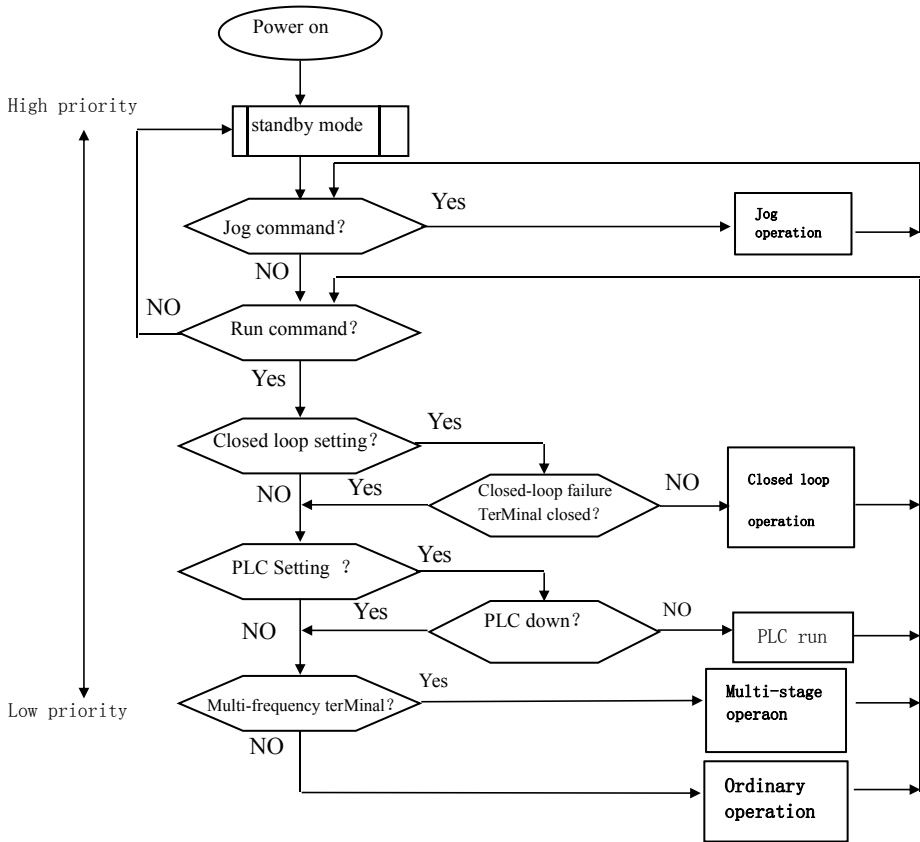 Power on
High priority
standby mode
Yes
Jog command？
Jog
operation
NO
NO
Run command？
Yes
Yes
Closed loop setting？
NO
Yes
Closed-loop failure
TerMinal closed？
NO
Closed loop
operation
Yes
PLC Setting ？
Yes
NO
PLC down？
NO
PLC run
Yes
Multi-frequency terMinal？
Multi-stage
operaon
Low priority
NO
Ordinary
operation